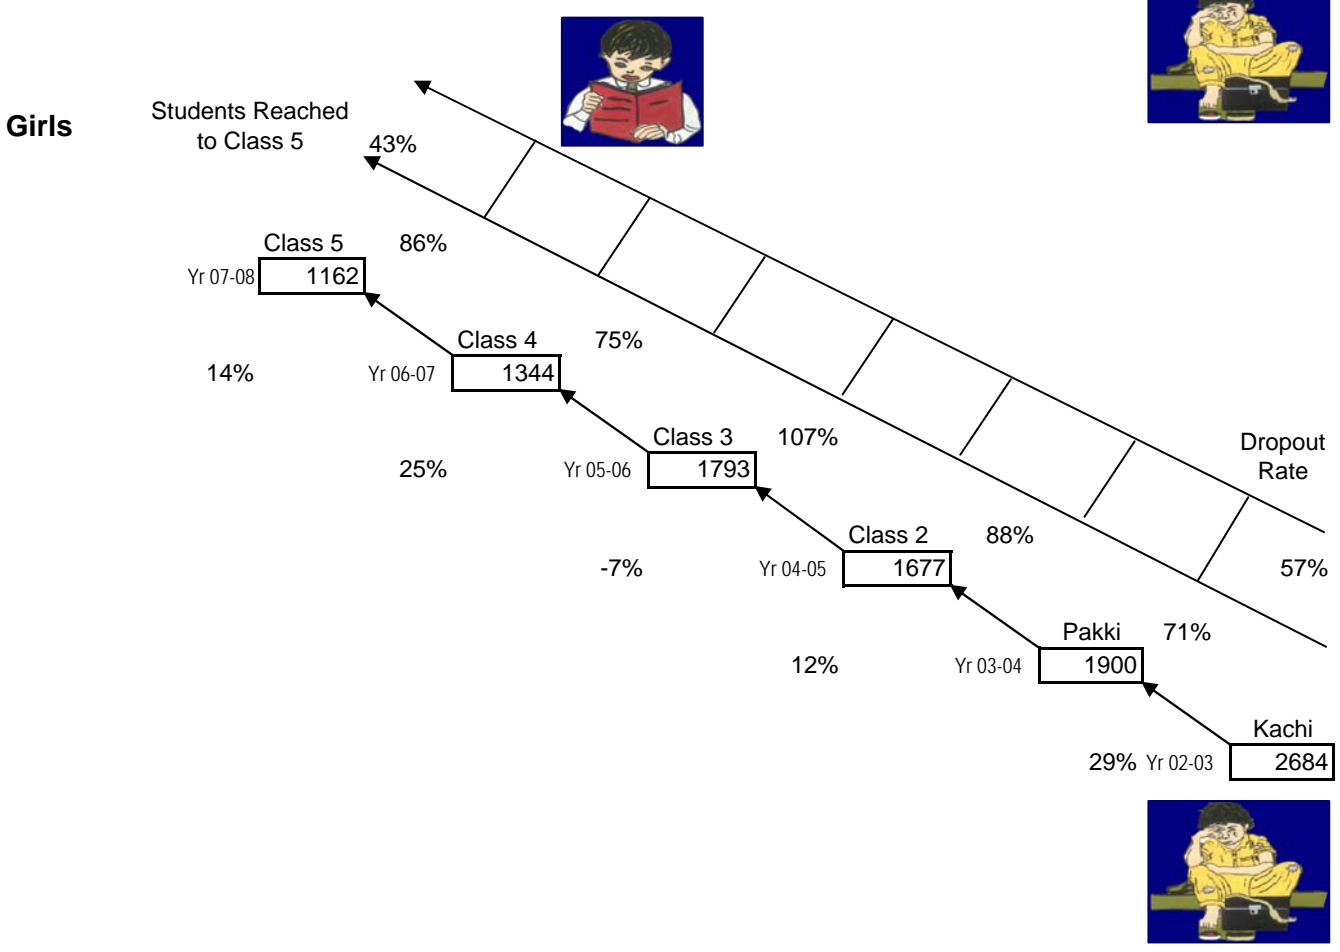 Students Reached
Girls
to Class 5
43%
Class 5 86%
Yr 07-08 1162
Class 4 75%
14% Yr 06-07 1344
Class 3 107%
Dropout
Rate
25% Yr 05-06 1793
Class 2 88%
-7% Yr 04-05 1677 57%
Pakki 71%
12% Yr 03-04 1900
Kachi
29% Yr 02-03 2684